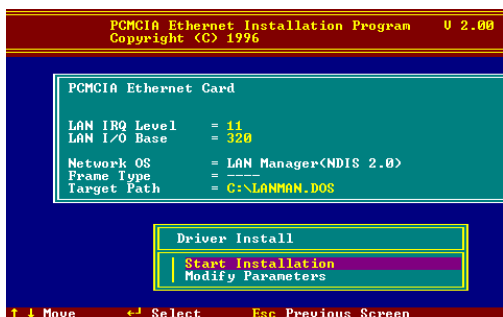 PCMCIA Ethernet Installation Program V 2.00
Copyright (C) 1996
PCMCIA Ethernet Card
LAN IRQ Level = 11
LAN I/O Base = 320
Network OS = LAN Manager(NDIS 2.0)
Frame Type = ----
Target Path = C:\LANMAN.DOS
Driver Install
Start Installation
Modify Parameters
↑ ↓ Move ←┘ Select Esc Previous Screen